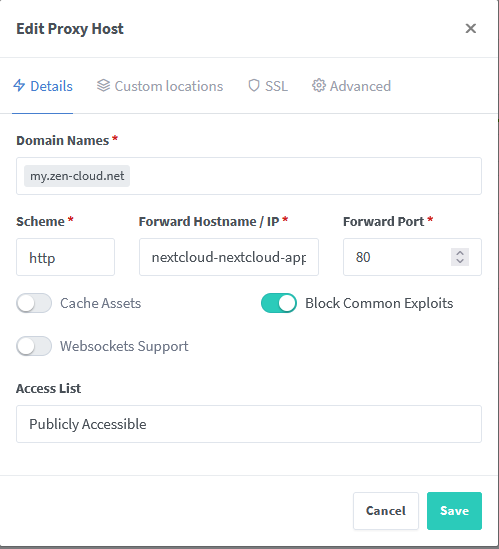 Edit Proxy Host
Details Custom locations SSL Advanced
Domain Names *
my.zen-cloud.net
Scheme * Forward Hostname / IP * Forward Port *
http nextcloud-nextcloud-app 80
Cache Assets Block Common Exploits
Websockets Support
Access List
Publicly Accessible
Cancel Save